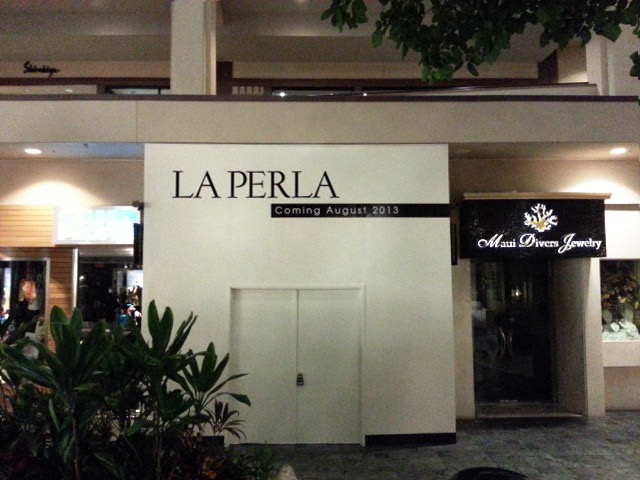 LA PERLA
Coming August 2013
Maui Divers Jewelry